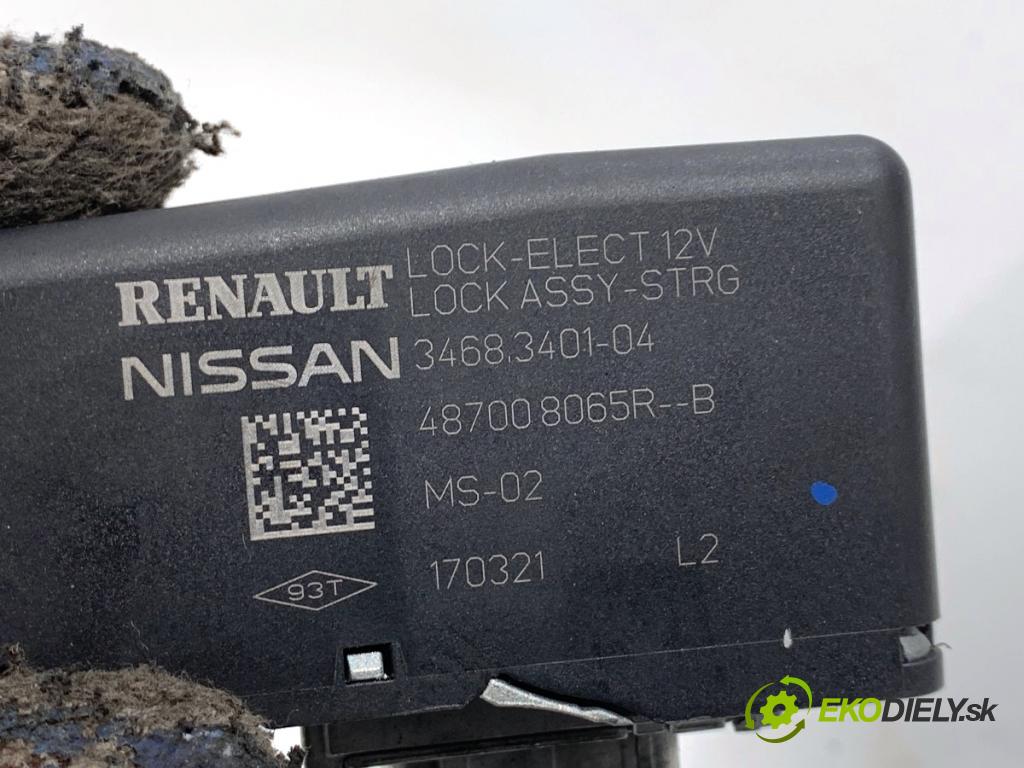 RENAULT LOCK-ELECT 12V
LOCK ASSY-STRG
NISSAN 3468.3401-04
48700 8065R--B
MS-02
170321 L2
93T
EKODIELY.sk